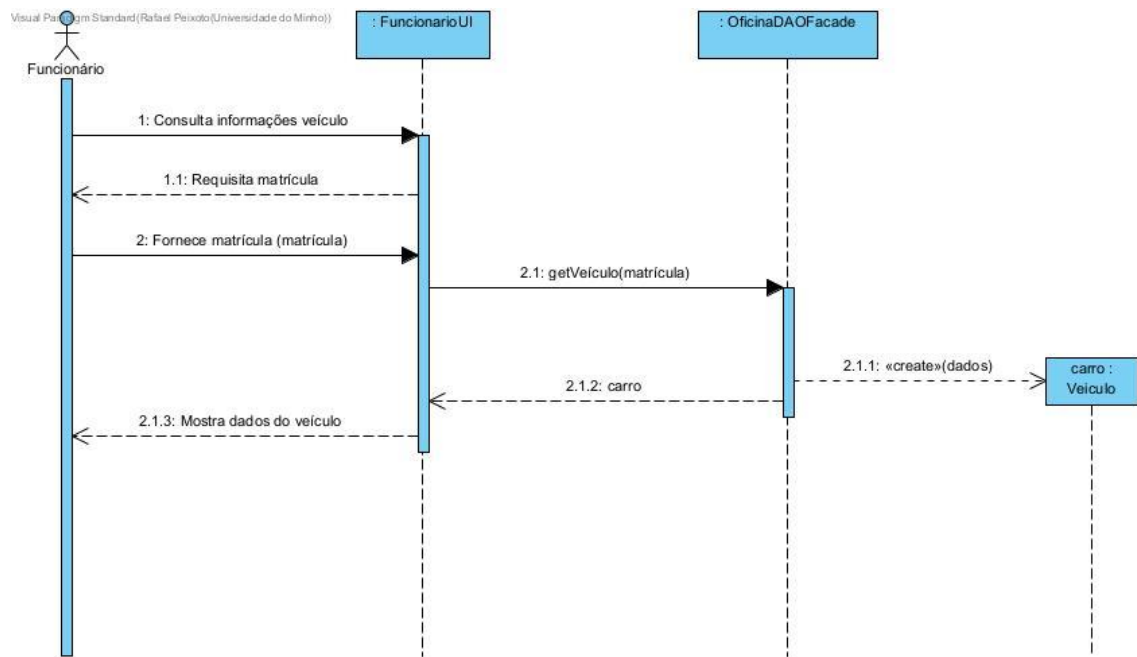 Visual Paradigm Standard(Rafael Peixoto(Universidade do Minho))
: FuncionarioUI
: OficinaDAOFacade
Funcionário
1: Consulta informações veículo
1.1: Requisita matrícula
2: Fornece matrícula (matrícula)
2.1: getVeículo(matrícula)
2.1.1: «create»(dados)
carro :
Veiculo
2.1.2: carro
2.1.3: Mostra dados do veículo